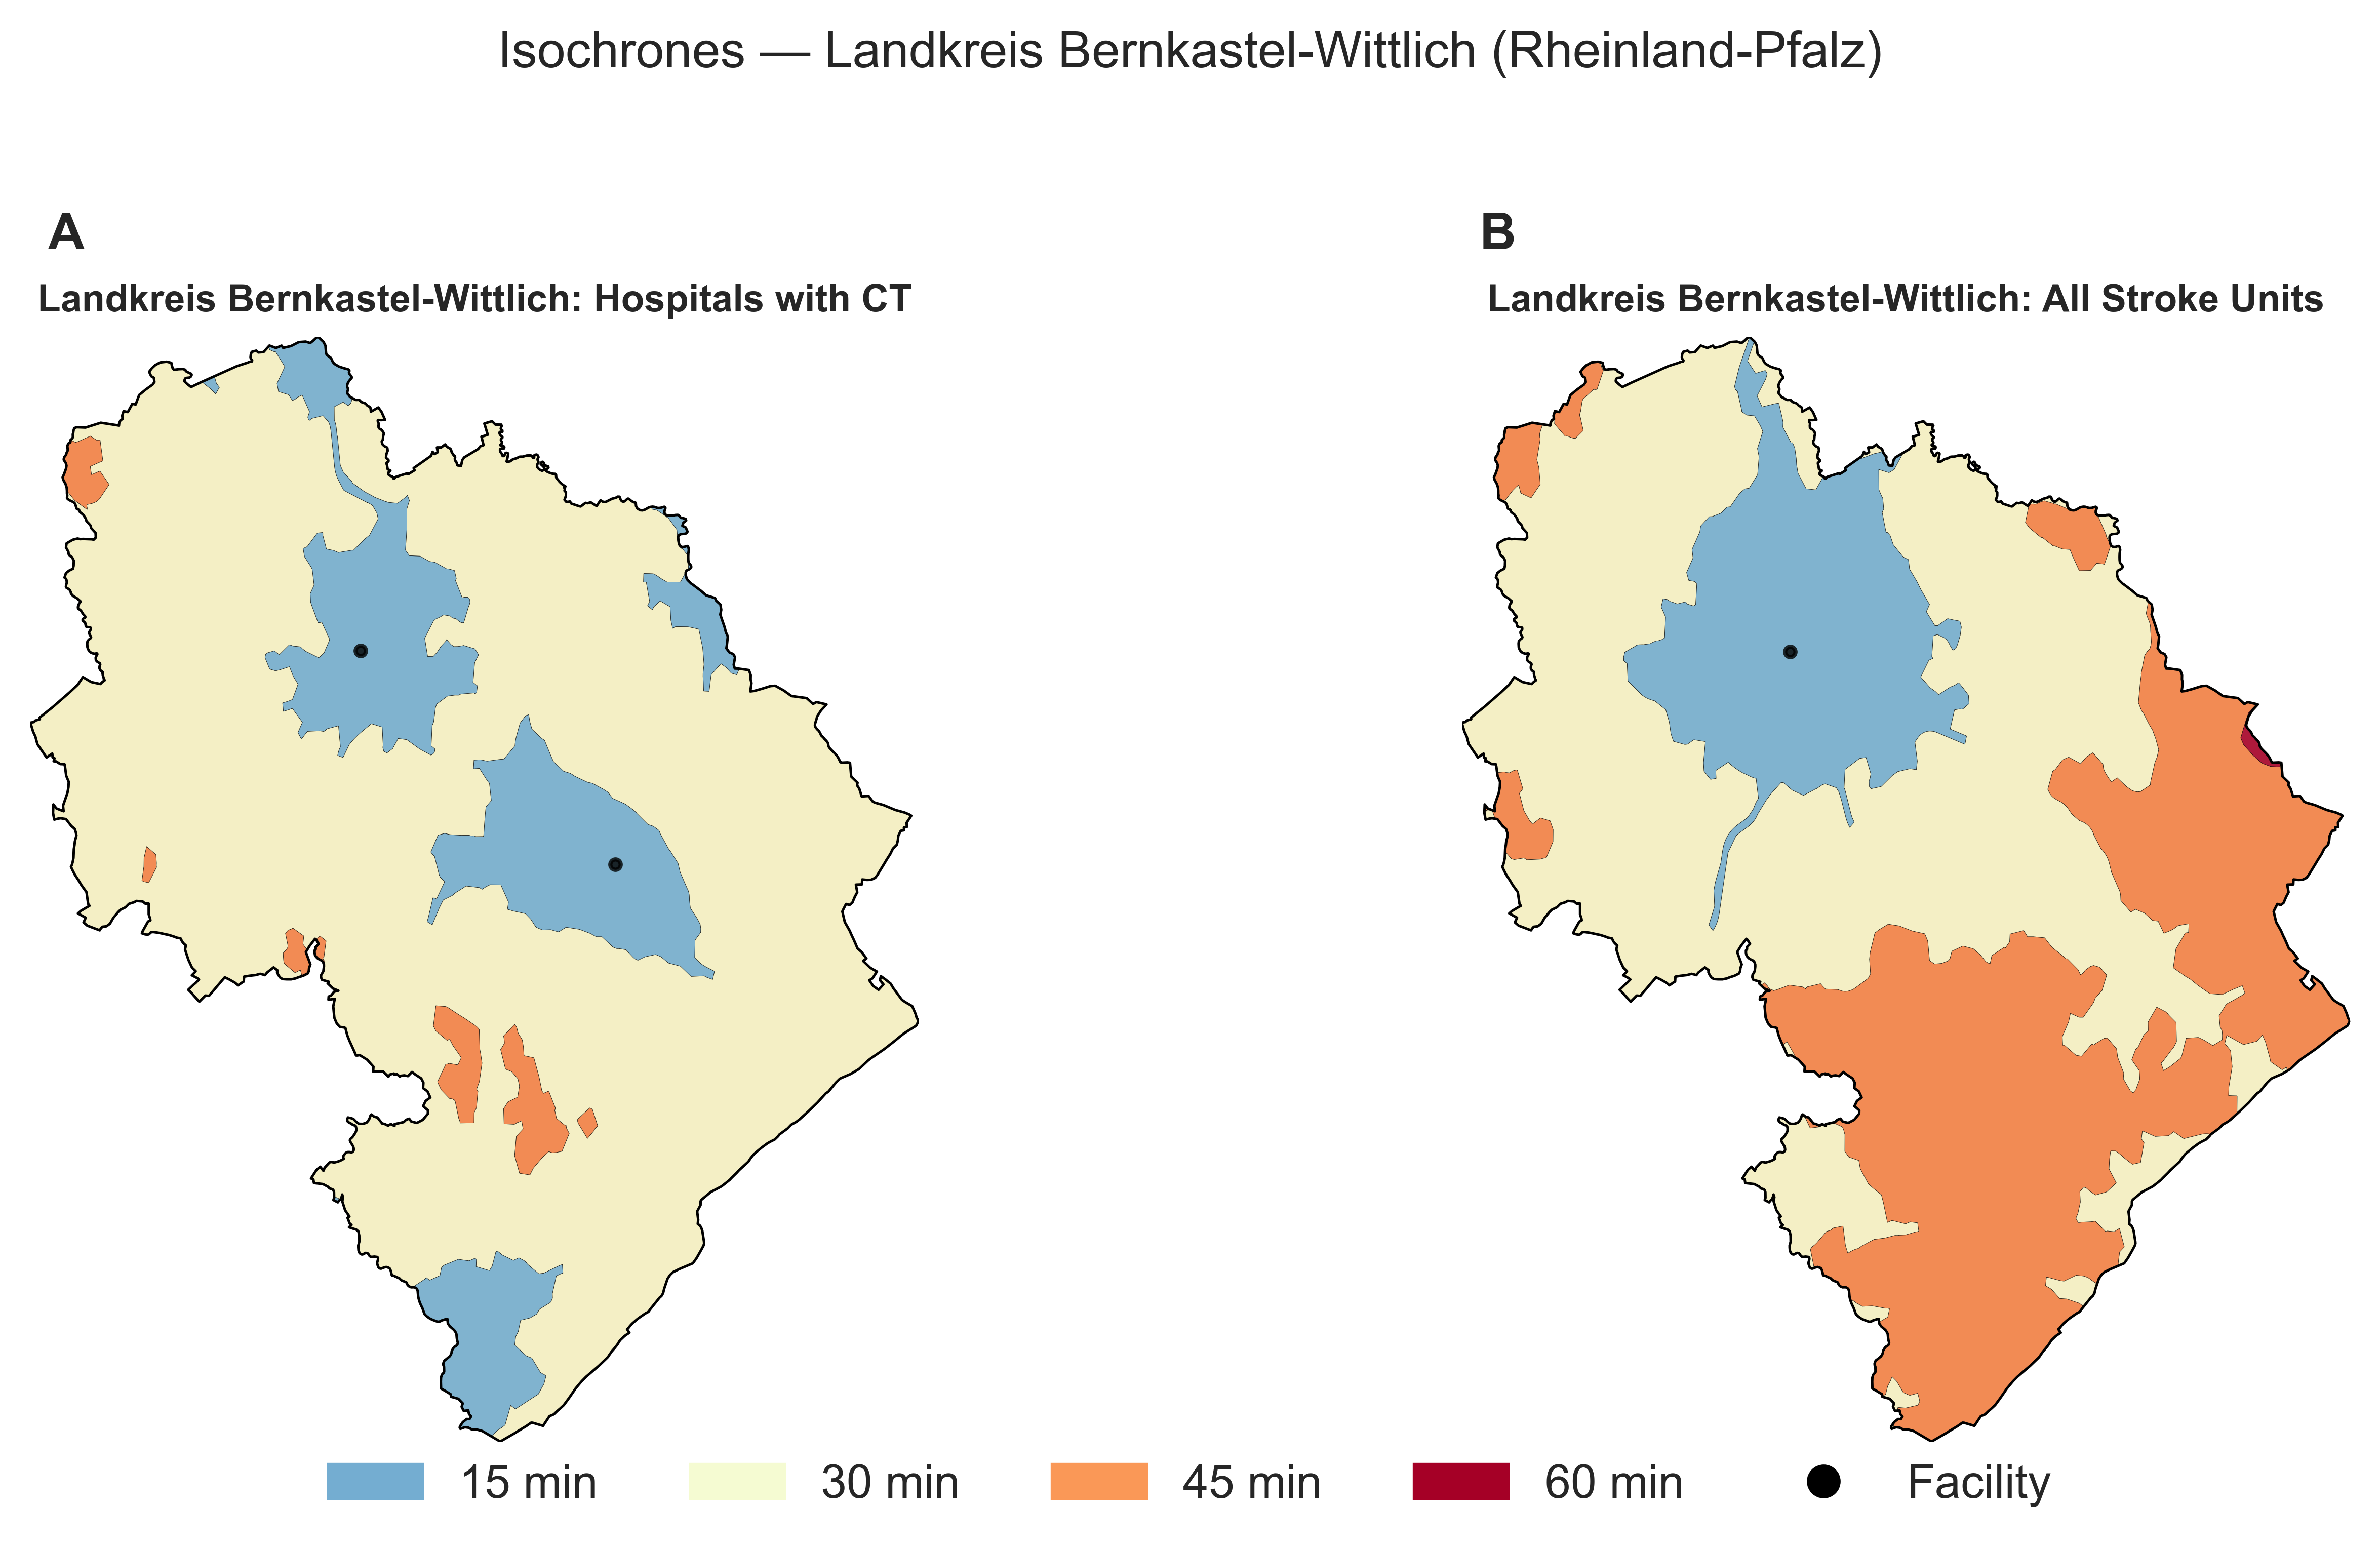 Isochrones — Landkreis Bernkastel-Wittlich (Rheinland-Pfalz)
A
Landkreis Bernkastel-Wittlich: Hospitals with CT
B
Landkreis Bernkastel-Wittlich: All Stroke Units
15 min
30 min
45 min
60 min
Facility